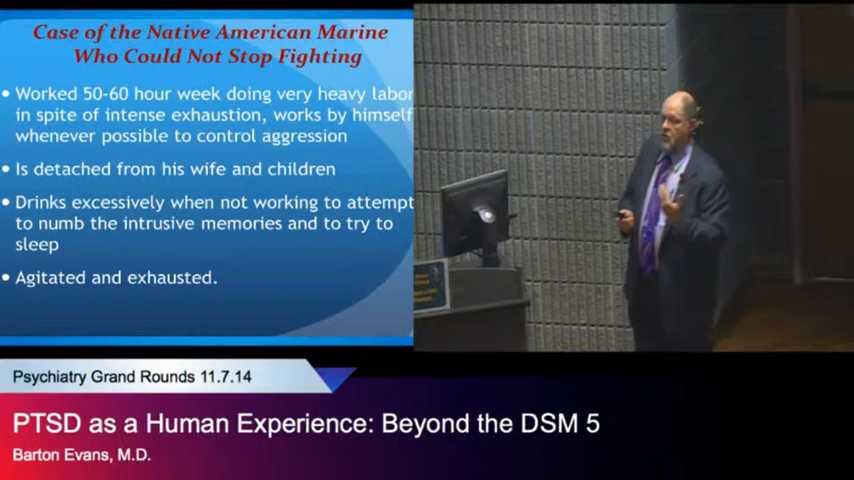 Case of the Native American Marine
Who Could Not Stop Fighting
• Worked 50-60 hour week doing very heavy labor
in spite of intense exhaustion, works by himself
whenever possible to control aggression
• Is detached from his wife and children
• Drinks excessively when not working to attempt
to numb the intrusive memories and to try to
sleep
• Agitated and exhausted.
Psychiatry Grand Rounds 11.7.14
PTSD as a Human Experience: Beyond the DSM 5
Barton Evans, M.D.